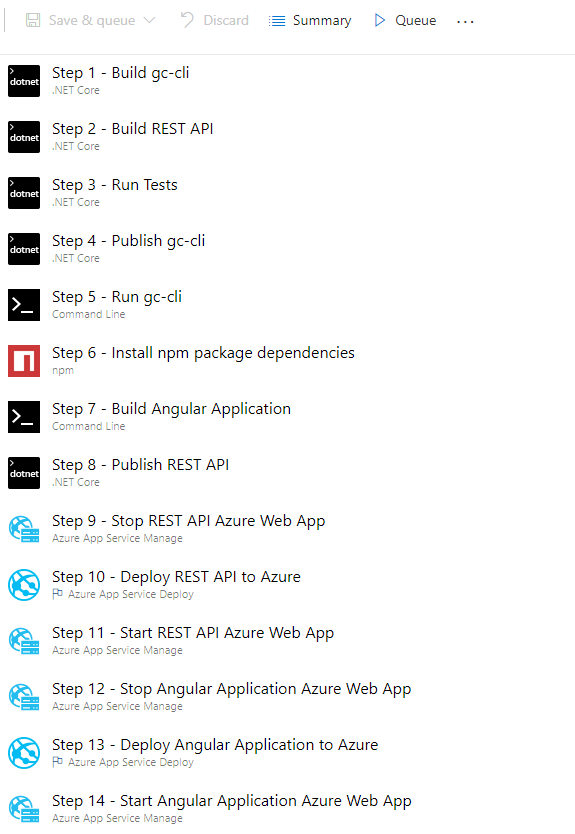 Save & queue
Discard
Summary
Queue
...
>
dotnet
Step 1 - Build gc-cli
.NET Core
>
dotnet
Step 2 - Build REST API
.NET Core
>
dotnet
Step 3 - Run Tests
.NET Core
>
dotnet
Step 4 - Publish gc-cli
.NET Core
>_
Step 5 - Run gc-cli
Command Line
Step 6 - Install npm package dependencies
npm
>_
Step 7 - Build Angular Application
Command Line
>
dotnet
Step 8 - Publish REST API
.NET Core
Step 9 - Stop REST API Azure Web App
Azure App Service Manage
Step 10 - Deploy REST API to Azure
Azure App Service Deploy
Step 11 - Start REST API Azure Web App
Azure App Service Manage
Step 12 - Stop Angular Application Azure Web App
Azure App Service Manage
Step 13 - Deploy Angular Application to Azure
Azure App Service Deploy
Step 14 - Start Angular Application Azure Web App
Azure App Service Manage